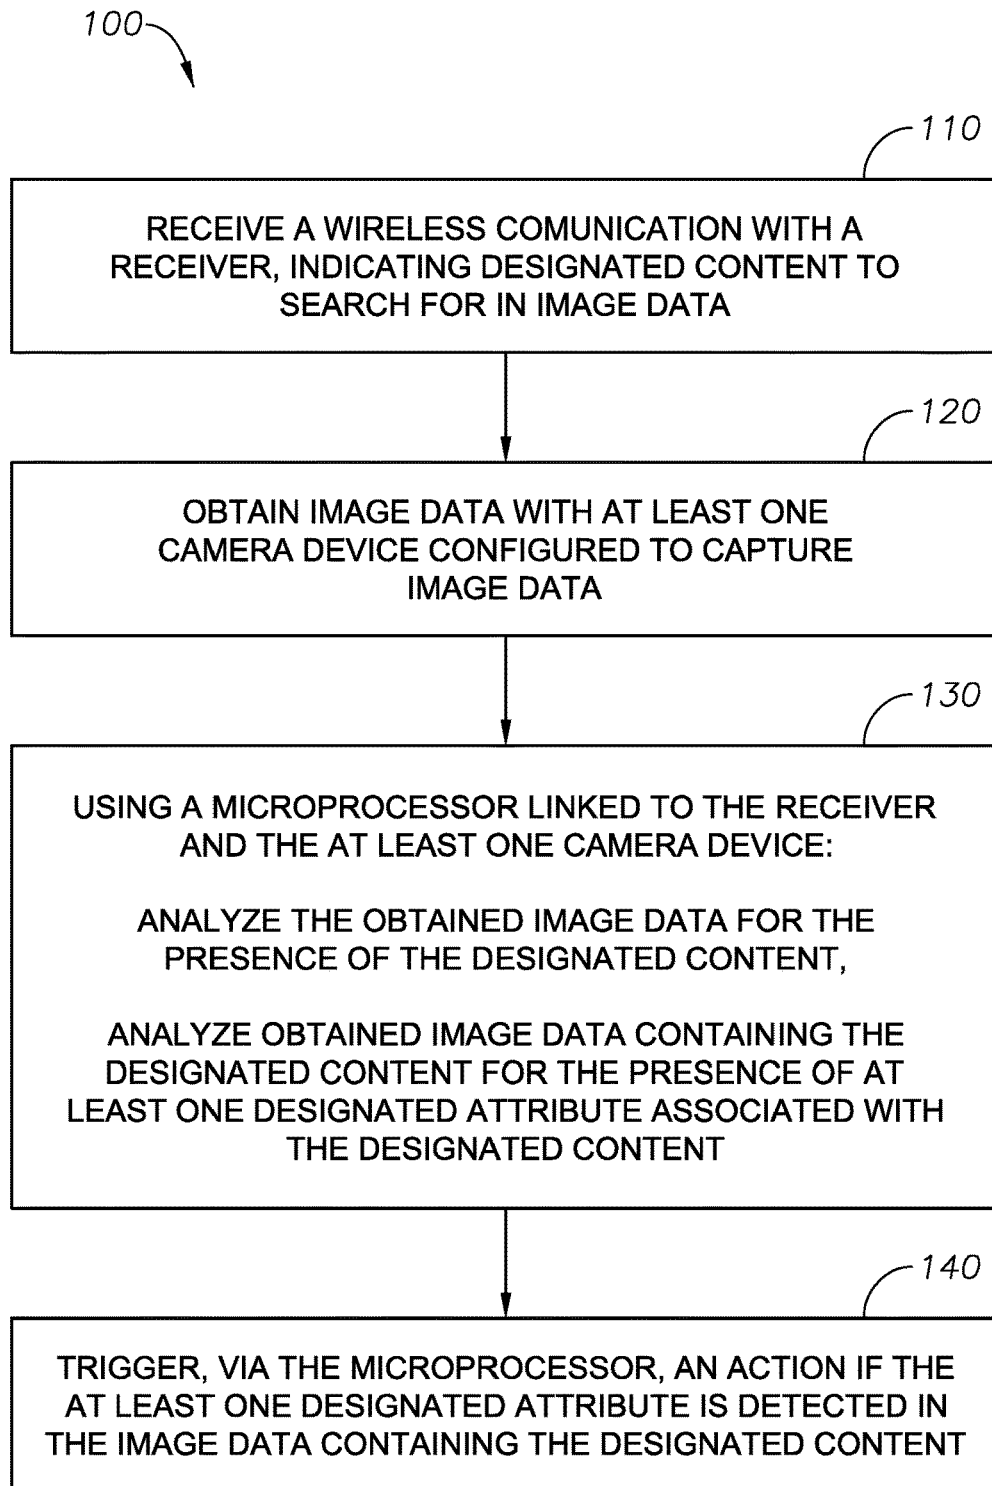 100
110
RECEIVE A WIRELESS COMUNICATION WITH A
RECEIVER, INDICATING DESIGNATED CONTENT TO
SEARCH FOR IN IMAGE DATA
120
OBTAIN IMAGE DATA WITH AT LEAST ONE
CAMERA DEVICE CONFIGURED TO CAPTURE
IMAGE DATA
130
USING A MICROPROCESSOR LINKED TO THE RECEIVER
AND THE AT LEAST ONE CAMERA DEVICE:
ANALYZE THE OBTAINED IMAGE DATA FOR THE
PRESENCE OF THE DESIGNATED CONTENT,
ANALYZE OBTAINED IMAGE DATA CONTAINING THE
DESIGNATED CONTENT FOR THE PRESENCE OF AT
LEAST ONE DESIGNATED ATTRIBUTE ASSOCIATED WITH
THE DESIGNATED CONTENT
140
TRIGGER, VIA THE MICROPROCESSOR, AN ACTION IF THE
AT LEAST ONE DESIGNATED ATTRIBUTE IS DETECTED IN
THE IMAGE DATA CONTAINING THE DESIGNATED CONTENT